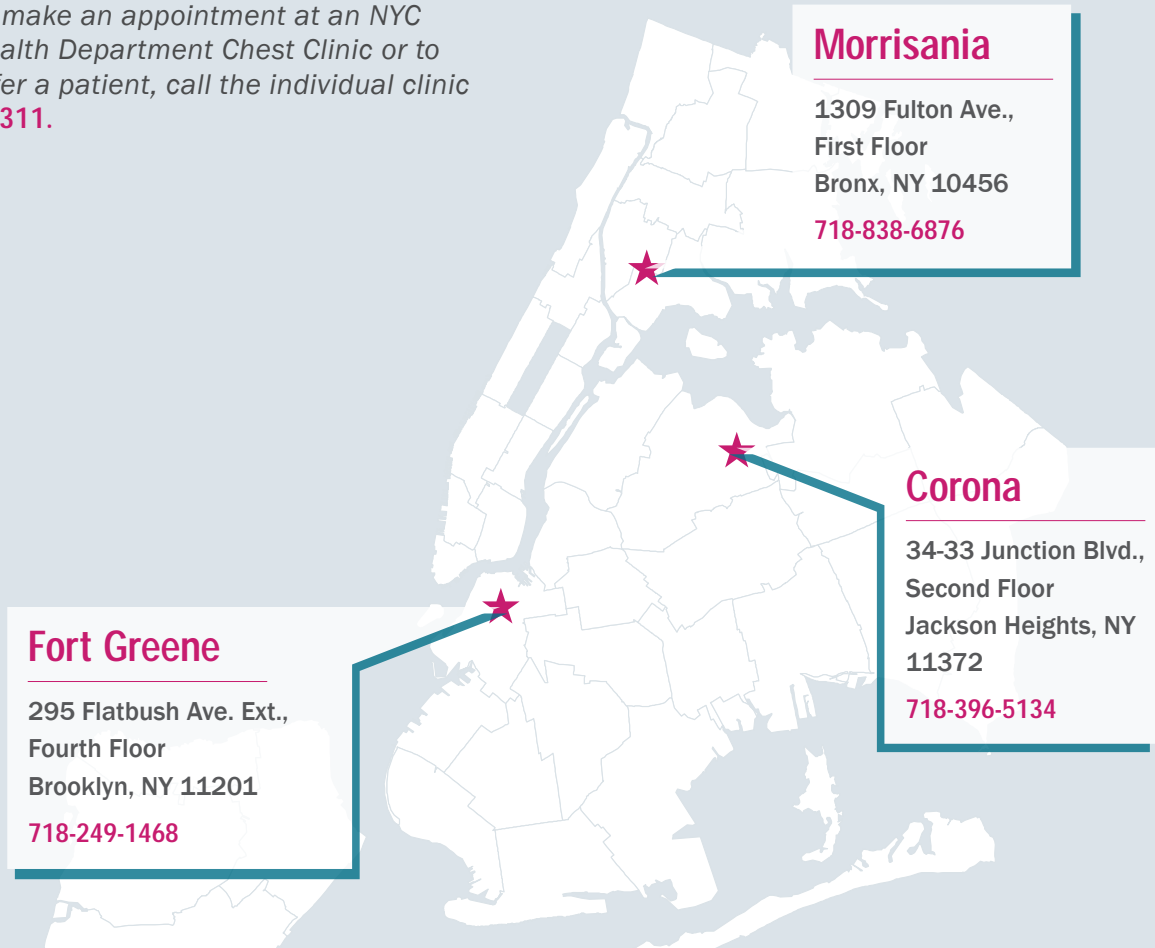 make an appointment at an NYC
alth Department Chest Clinic or to
er a patient, call the individual clinic
311.
Morrisania
1309 Fulton Ave.,
First Floor
Bronx, NY 10456
718-838-6876
Corona
34-33 Junction Blvd.,
Second Floor
Jackson Heights, NY
11372
718-396-5134
Fort Greene
295 Flatbush Ave. Ext.,
Fourth Floor
Brooklyn, NY 11201
718-249-1468